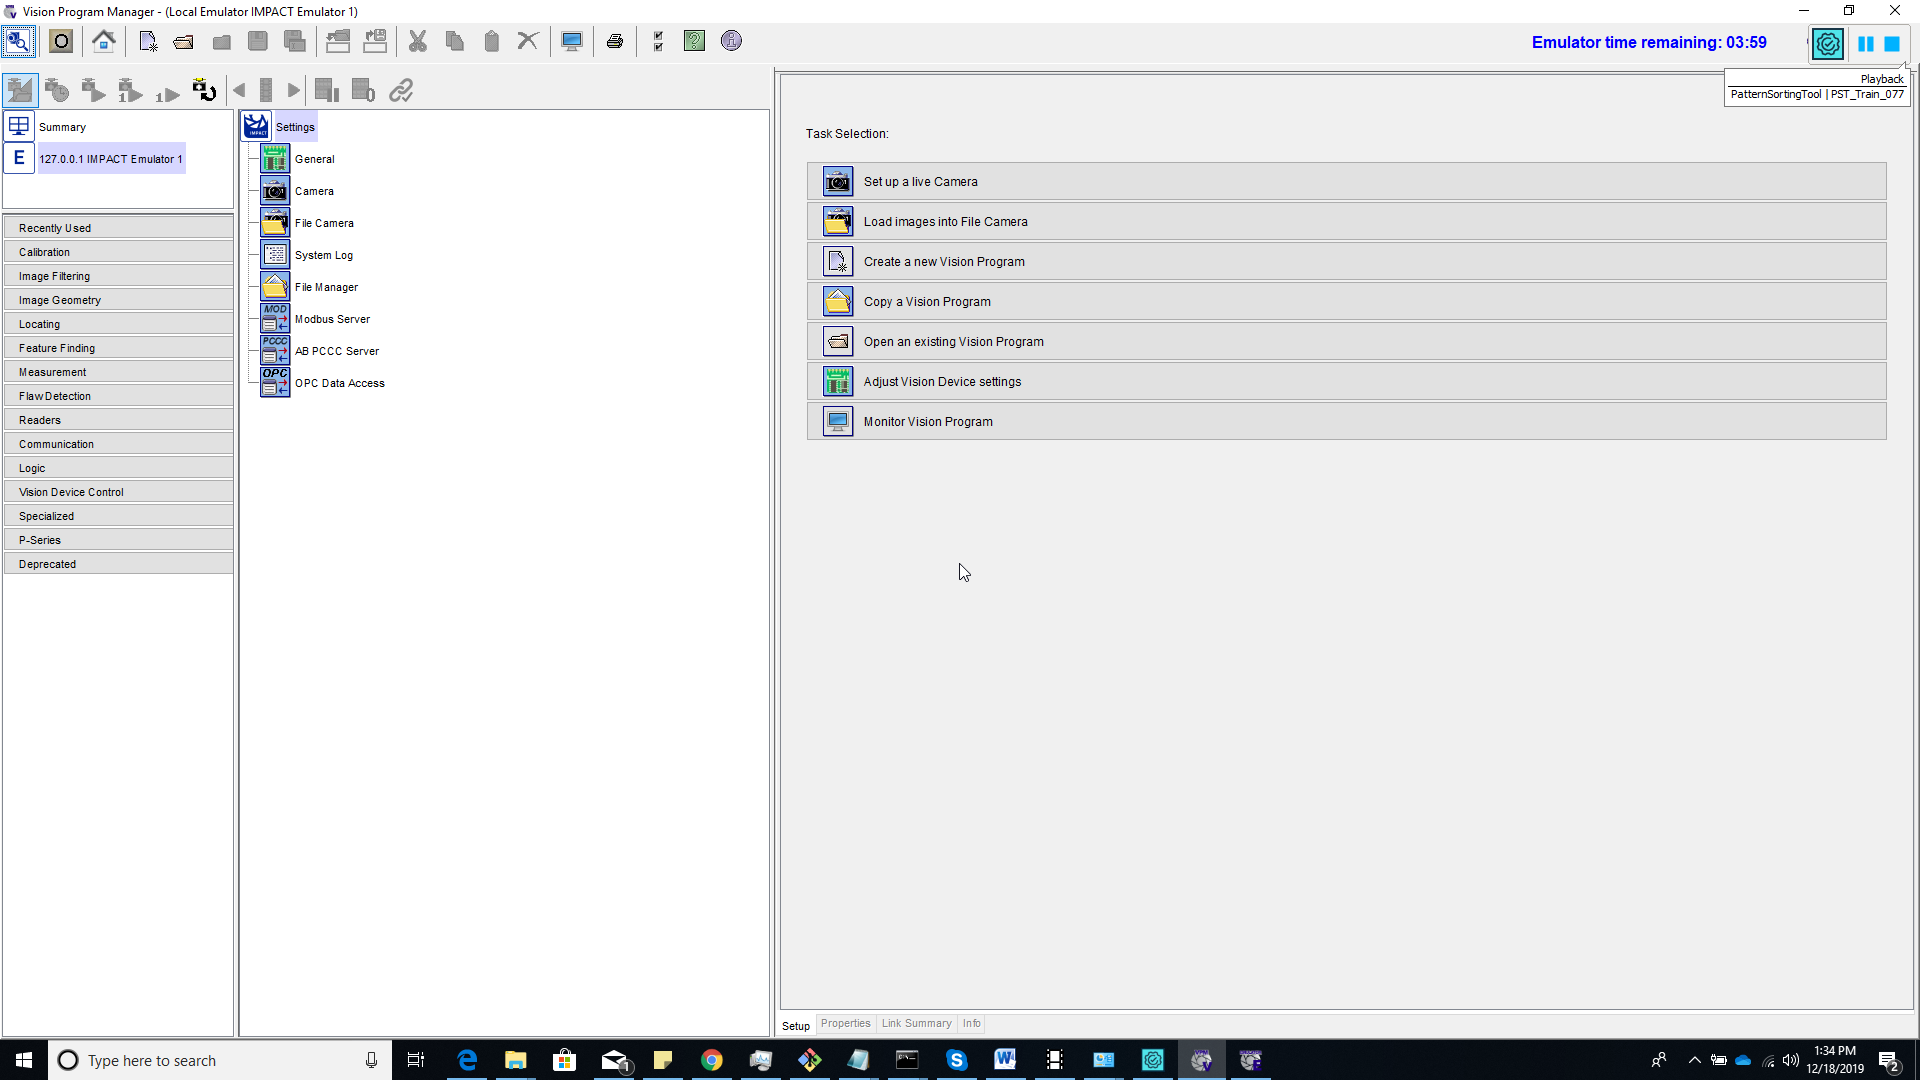 Vision Program Manager - (Local Emulator IMPACT Emulator 1)
Emulator time remaining: 03:59
Playback
PatternSortingTool | PST_Train_077
Summary
E 127.0.0.1 IMPACT Emulator 1
Recently Used
Calibration
Image Filtering
Image Geometry
Locating
Feature Finding
Measurement
Flaw Detection
Readers
Communication
Logic
Vision Device Control
Specialized
P-Series
Deprecated
IMPACT Settings
General
Camera
File Camera
System Log
File Manager
MOD Modbus Server
PCCC AB PCCC Server
OPC OPC Data Access
Task Selection:
Set up a live Camera
Load images into File Camera
Create a new Vision Program
Copy a Vision Program
Open an existing Vision Program
Adjust Vision Device settings
Monitor Vision Program
Setup Properties Link Summary Info
Type here to search
1
1:34 PM
12/18/2019
2